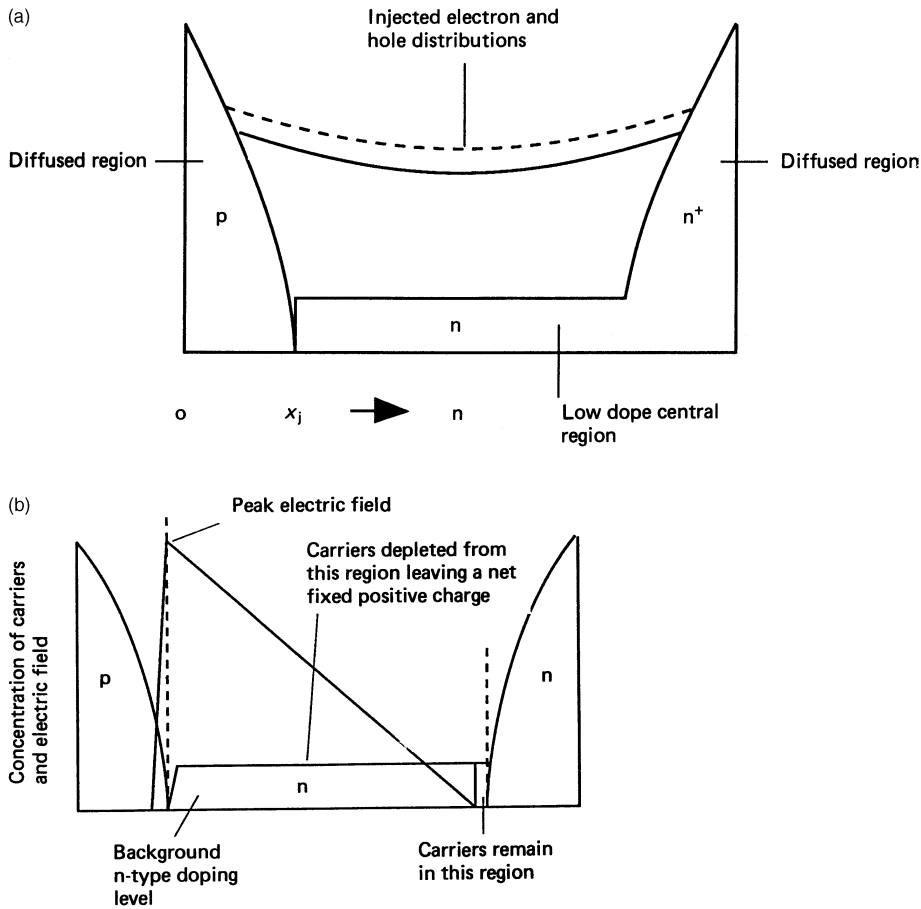 (a)
Injected electron and
hole distributions
Diffused region
Diffused region
p
n+
n
o
xj
n
Low dope central
region
(b)
Peak electric field
Carriers depleted from
this region leaving a net
fixed positive charge
Concentration of carriers
and electric field
p
n
n
Background
n-type doping
level
Carriers remain
in this region